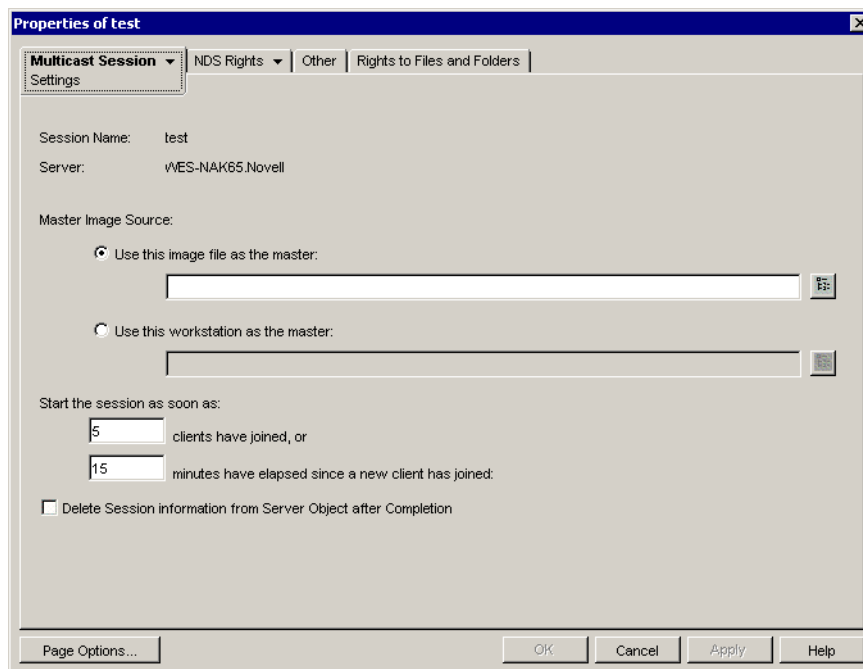 Properties of test
Multicast Session NDS Rights Other Rights to Files and Folders
Settings
Session Name: test
Server: WES-NAK65.Novell
Master Image Source:
Use this image file as the master:
Use this workstation as the master:
Start the session as soon as:
5 clients have joined, or
15 minutes have elapsed since a new client has joined:
Delete Session information from Server Object after Completion
Page Options... OK Cancel Apply Help